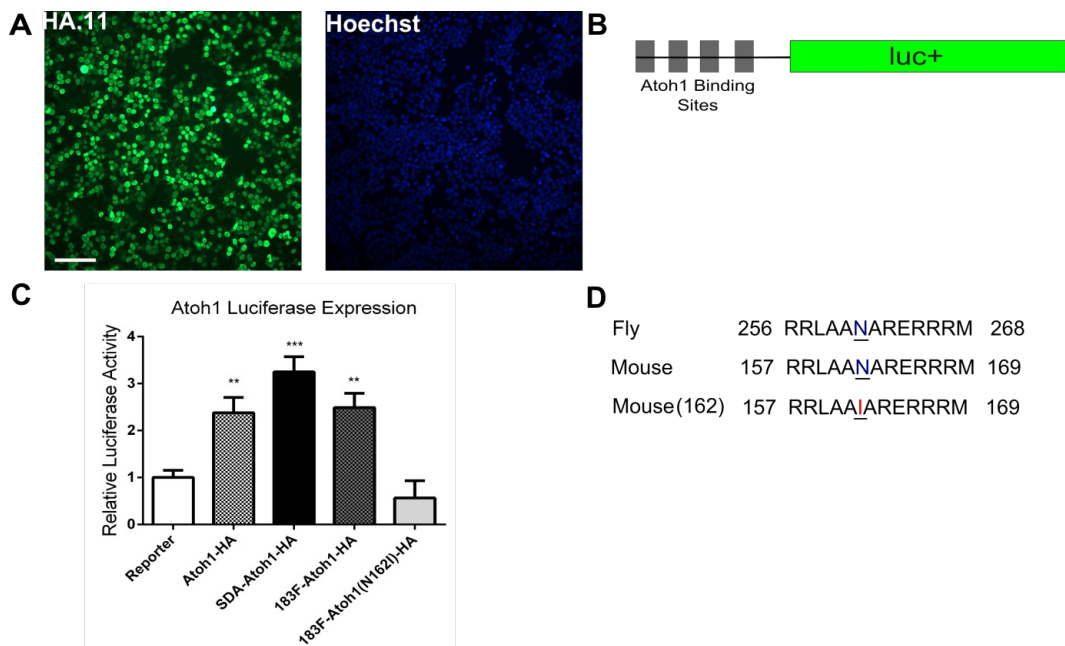 A
HA.11
Hoechst
B
luc+
Atoh1 Binding
Sites
C
Atoh1 Luciferase Expression
Relative Luciferase Activity
4
3
2
1
0
**
***
**
Reporter
Atoh1-HA
SDA-Atoh1-HA
183F-Atoh1-HA
183F-Atoh1(N162I)-HA
D
Fly 256 RRLAANARERRRM 268
Mouse 157 RRLAANARERRRM 169
Mouse(162) 157 RRLAAIARERRRM 169